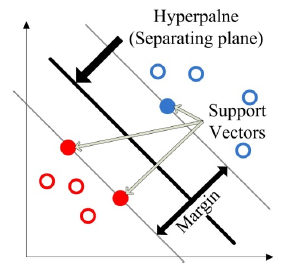 Hyperpalne
(Separating plane)
Support
Vectors
Margin